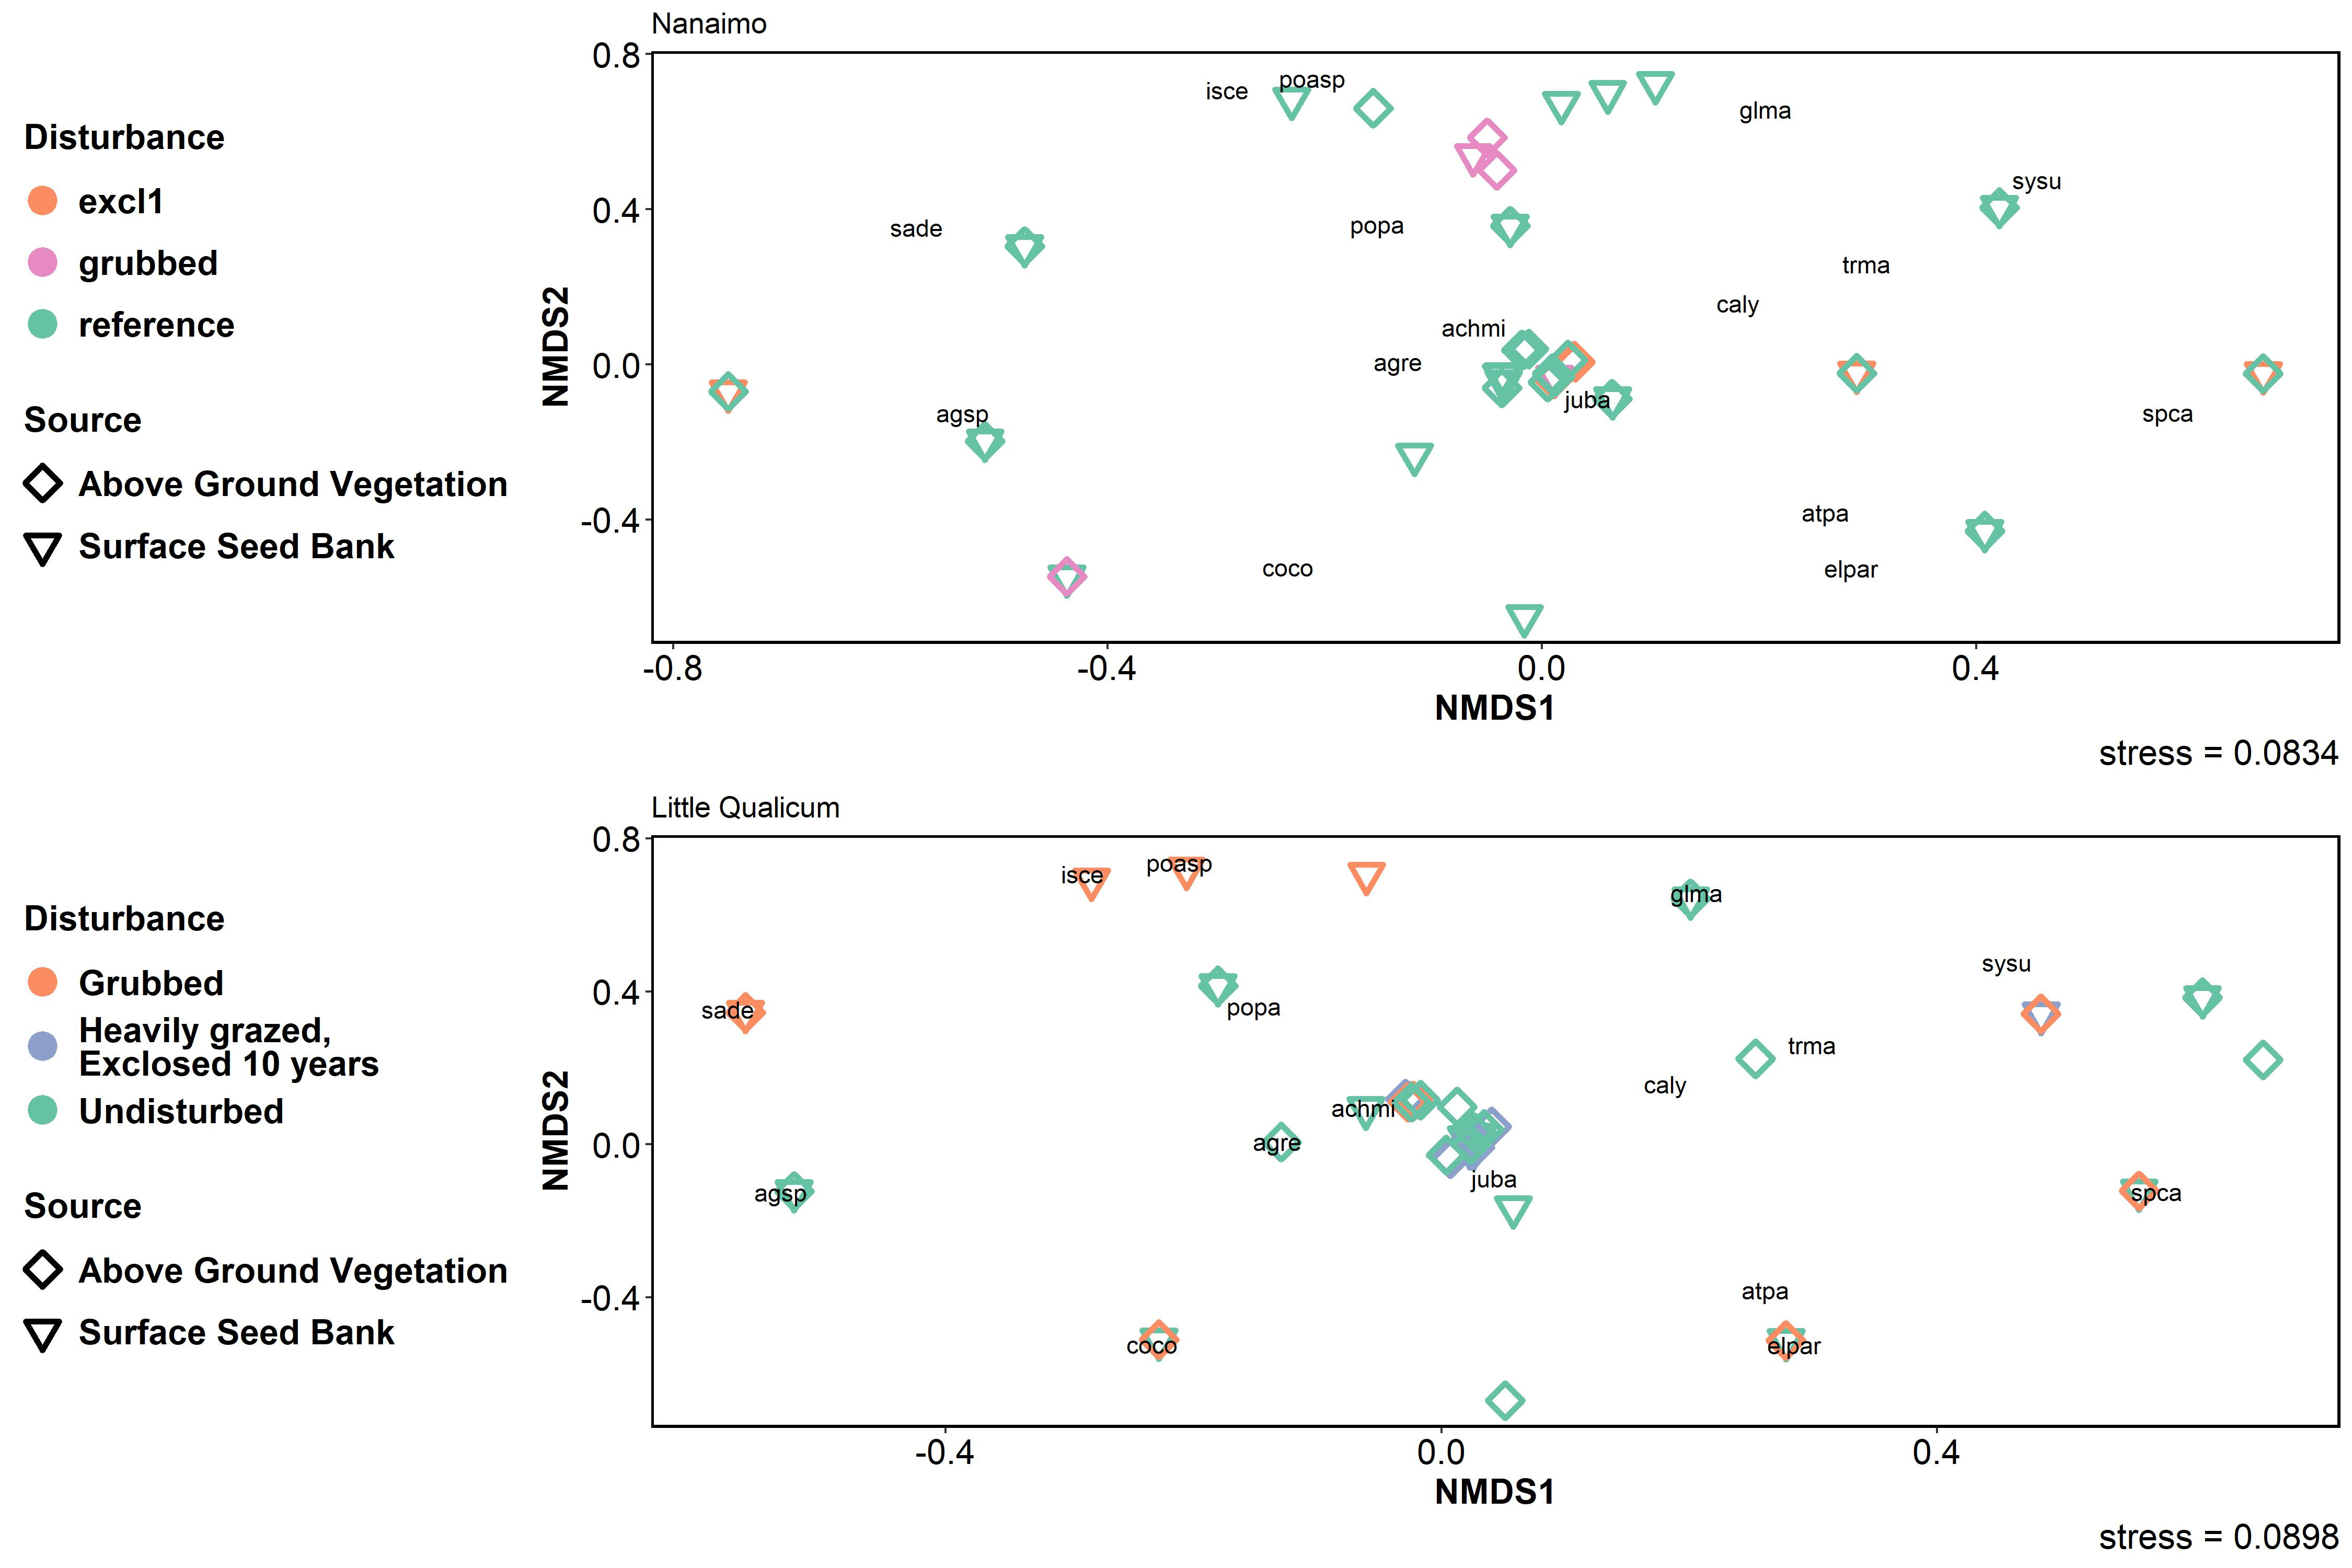 Nanaimo
Disturbance
excl1
grubbed
reference
Source
Above Ground Vegetation
Surface Seed Bank
NMDS2
0.8
0.4
0.0
-0.4
isce
poasp
glma
sysu
sade
popa
trma
caly
achmi
agre
juba
agsp
spca
atpa
coco
elpar
-0.8
-0.4
0.0
0.4
NMDS1
stress = 0.0834
Little Qualicum
Disturbance
Grubbed
Heavily grazed,
Exclosed 10 years
Undisturbed
Source
Above Ground Vegetation
Surface Seed Bank
NMDS2
0.8
0.4
0.0
-0.4
isce
poasp
glma
sysu
sade
popa
trma
caly
achmi
agre
juba
agsp
spca
atpa
coco
elpar
-0.4
0.0
0.4
NMDS1
stress = 0.0898